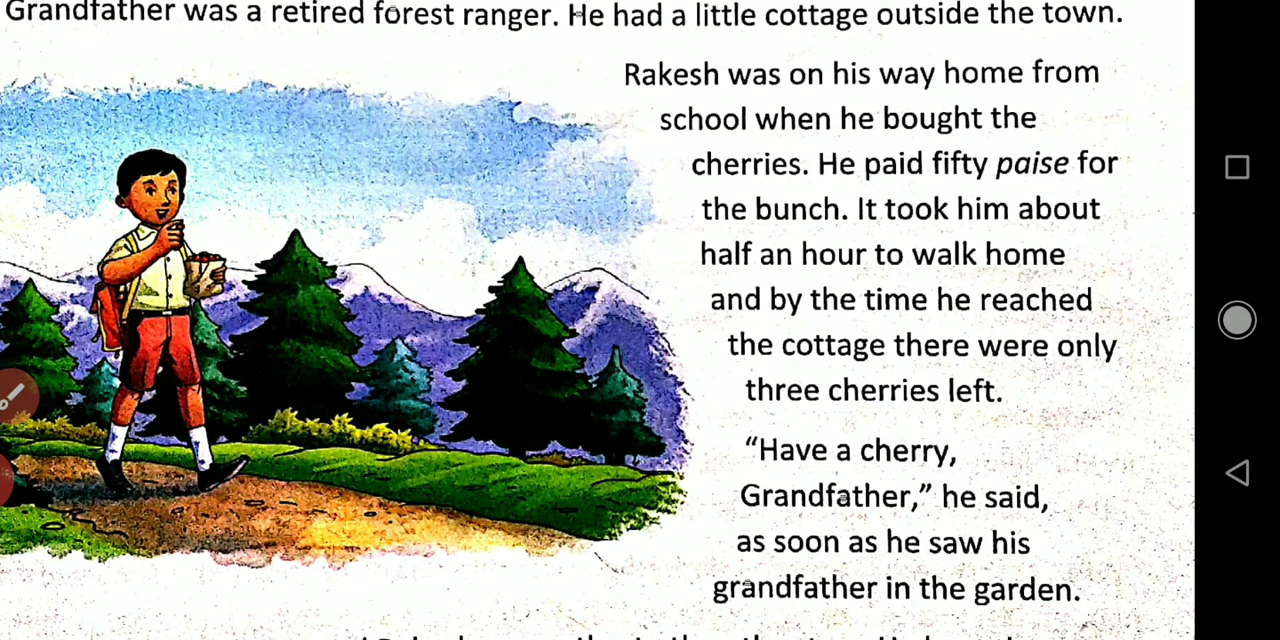 Grandfather was a retired forest ranger. He had a little cottage outside the town.
Rakesh was on his way home from
school when he bought the
cherries. He paid fifty paise for
the bunch. It took him about
half an hour to walk home
and by the time he reached
the cottage there were only
three cherries left.
“Have a cherry,
Grandfather,” he said,
as soon as he saw his
grandfather in the garden.